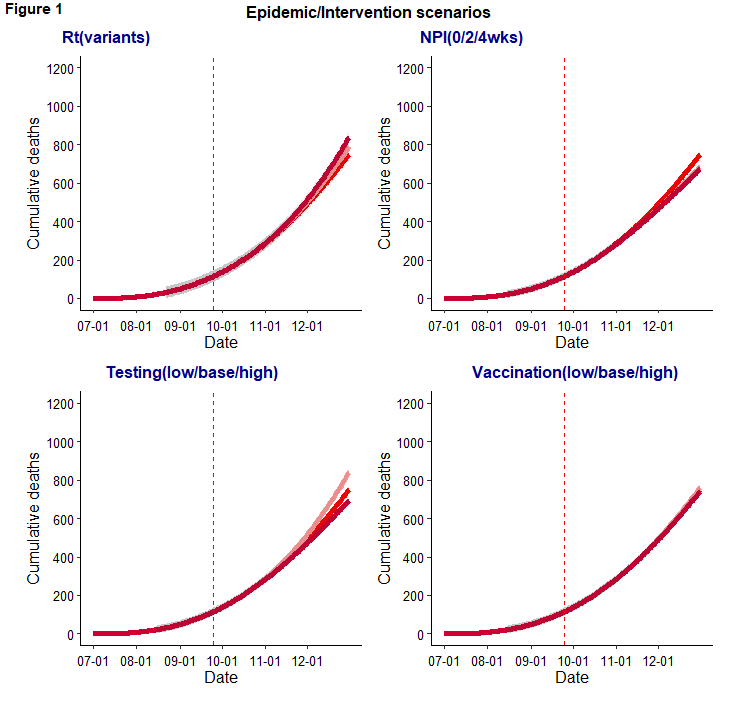 Figure 1
Epidemic/Intervention scenarios
Rt(variants)
1200
1000
800
600
400
200
0
Cumulative deaths
07-01 08-01 09-01 10-01 11-01 12-01
Date
NPI(0/2/4wks)
1200
1000
800
600
400
200
0
Cumulative deaths
07-01 08-01 09-01 10-01 11-01 12-01
Date
Testing(low/base/high)
1200
1000
800
600
400
200
0
Cumulative deaths
07-01 08-01 09-01 10-01 11-01 12-01
Date
Vaccination(low/base/high)
1200
1000
800
600
400
200
0
Cumulative deaths
07-01 08-01 09-01 10-01 11-01 12-01
Date